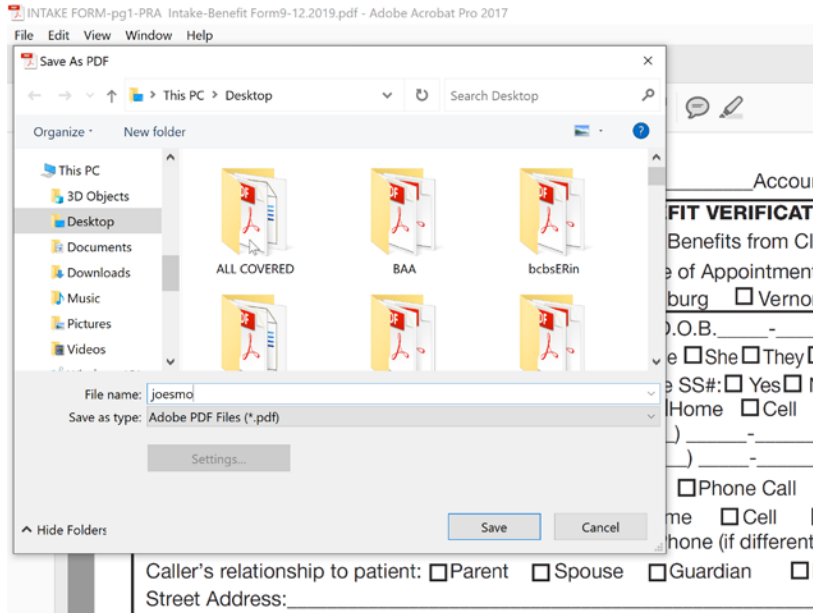 INTAKE FORM-pg1-PRA Intake-Benefit Form9-12.2019.pdf - Adobe Acrobat Pro 2017
File Edit View Window Help
Save As PDF
This PC > Desktop
Search Desktop
Organize
New folder
This PC
3D Objects
Desktop
Documents
Downloads
Music
Pictures
Videos
ALL COVERED
BAA
bcbsERin
File name: joesmo
Save as type: Adobe PDF Files (*.pdf)
Settings...
Hide Folders
Save
Cancel
Accou
FIT VERIFICAT
Benefits from Cl
e of Appointment
burg Verno
O.B. -
e She They
SS#: Yes
Home Cell
) -
) -
Phone Call
me Cell
hone (if different
Caller's relationship to patient: Parent Spouse Guardian
Street Address: